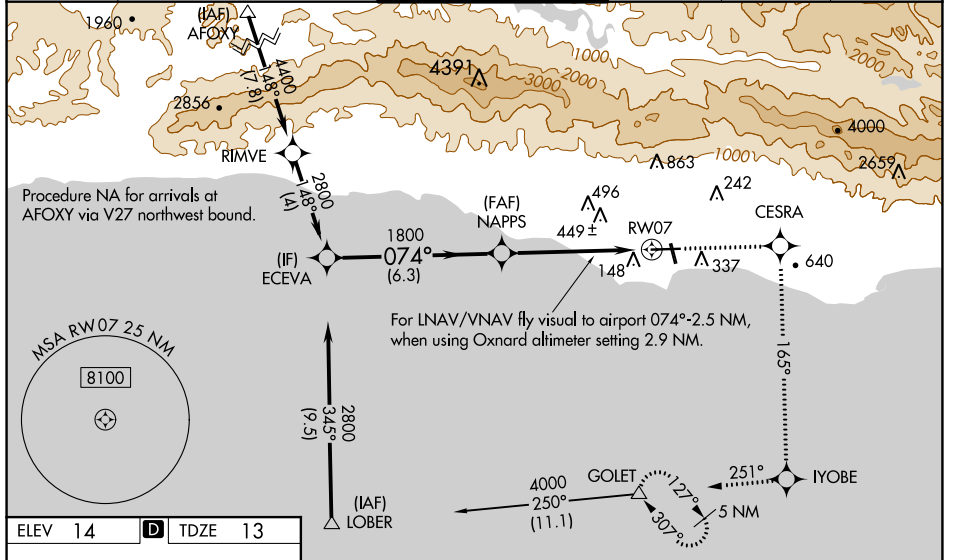 1960
(IAF)
AFOXY
4400
148°
(7.8)
4391
1000
2000
3000
2000
2856
4000
RIMVE
863
1000
2659
2800
148°
(4)
Procedure NA for arrivals at
AFOXY via V27 northwest bound.
496
242
(FAF)
NAPPS
449±
RW07
CESRA
1800
074°
(6.3)
(IF)
ECEVA
148
337
640
For LNAV/VNAV fly visual to airport 074°-2.5 NM,
when using Oxnard altimeter setting 2.9 NM.
MSA RW07 25 NM
8100
165°
2800
345°
(9.5)
GOLET
127°
251°
IYOBE
4000
250°
(11.1)
307°
5 NM
(IAF)
LOBER
ELEV 14 D TDZE 13